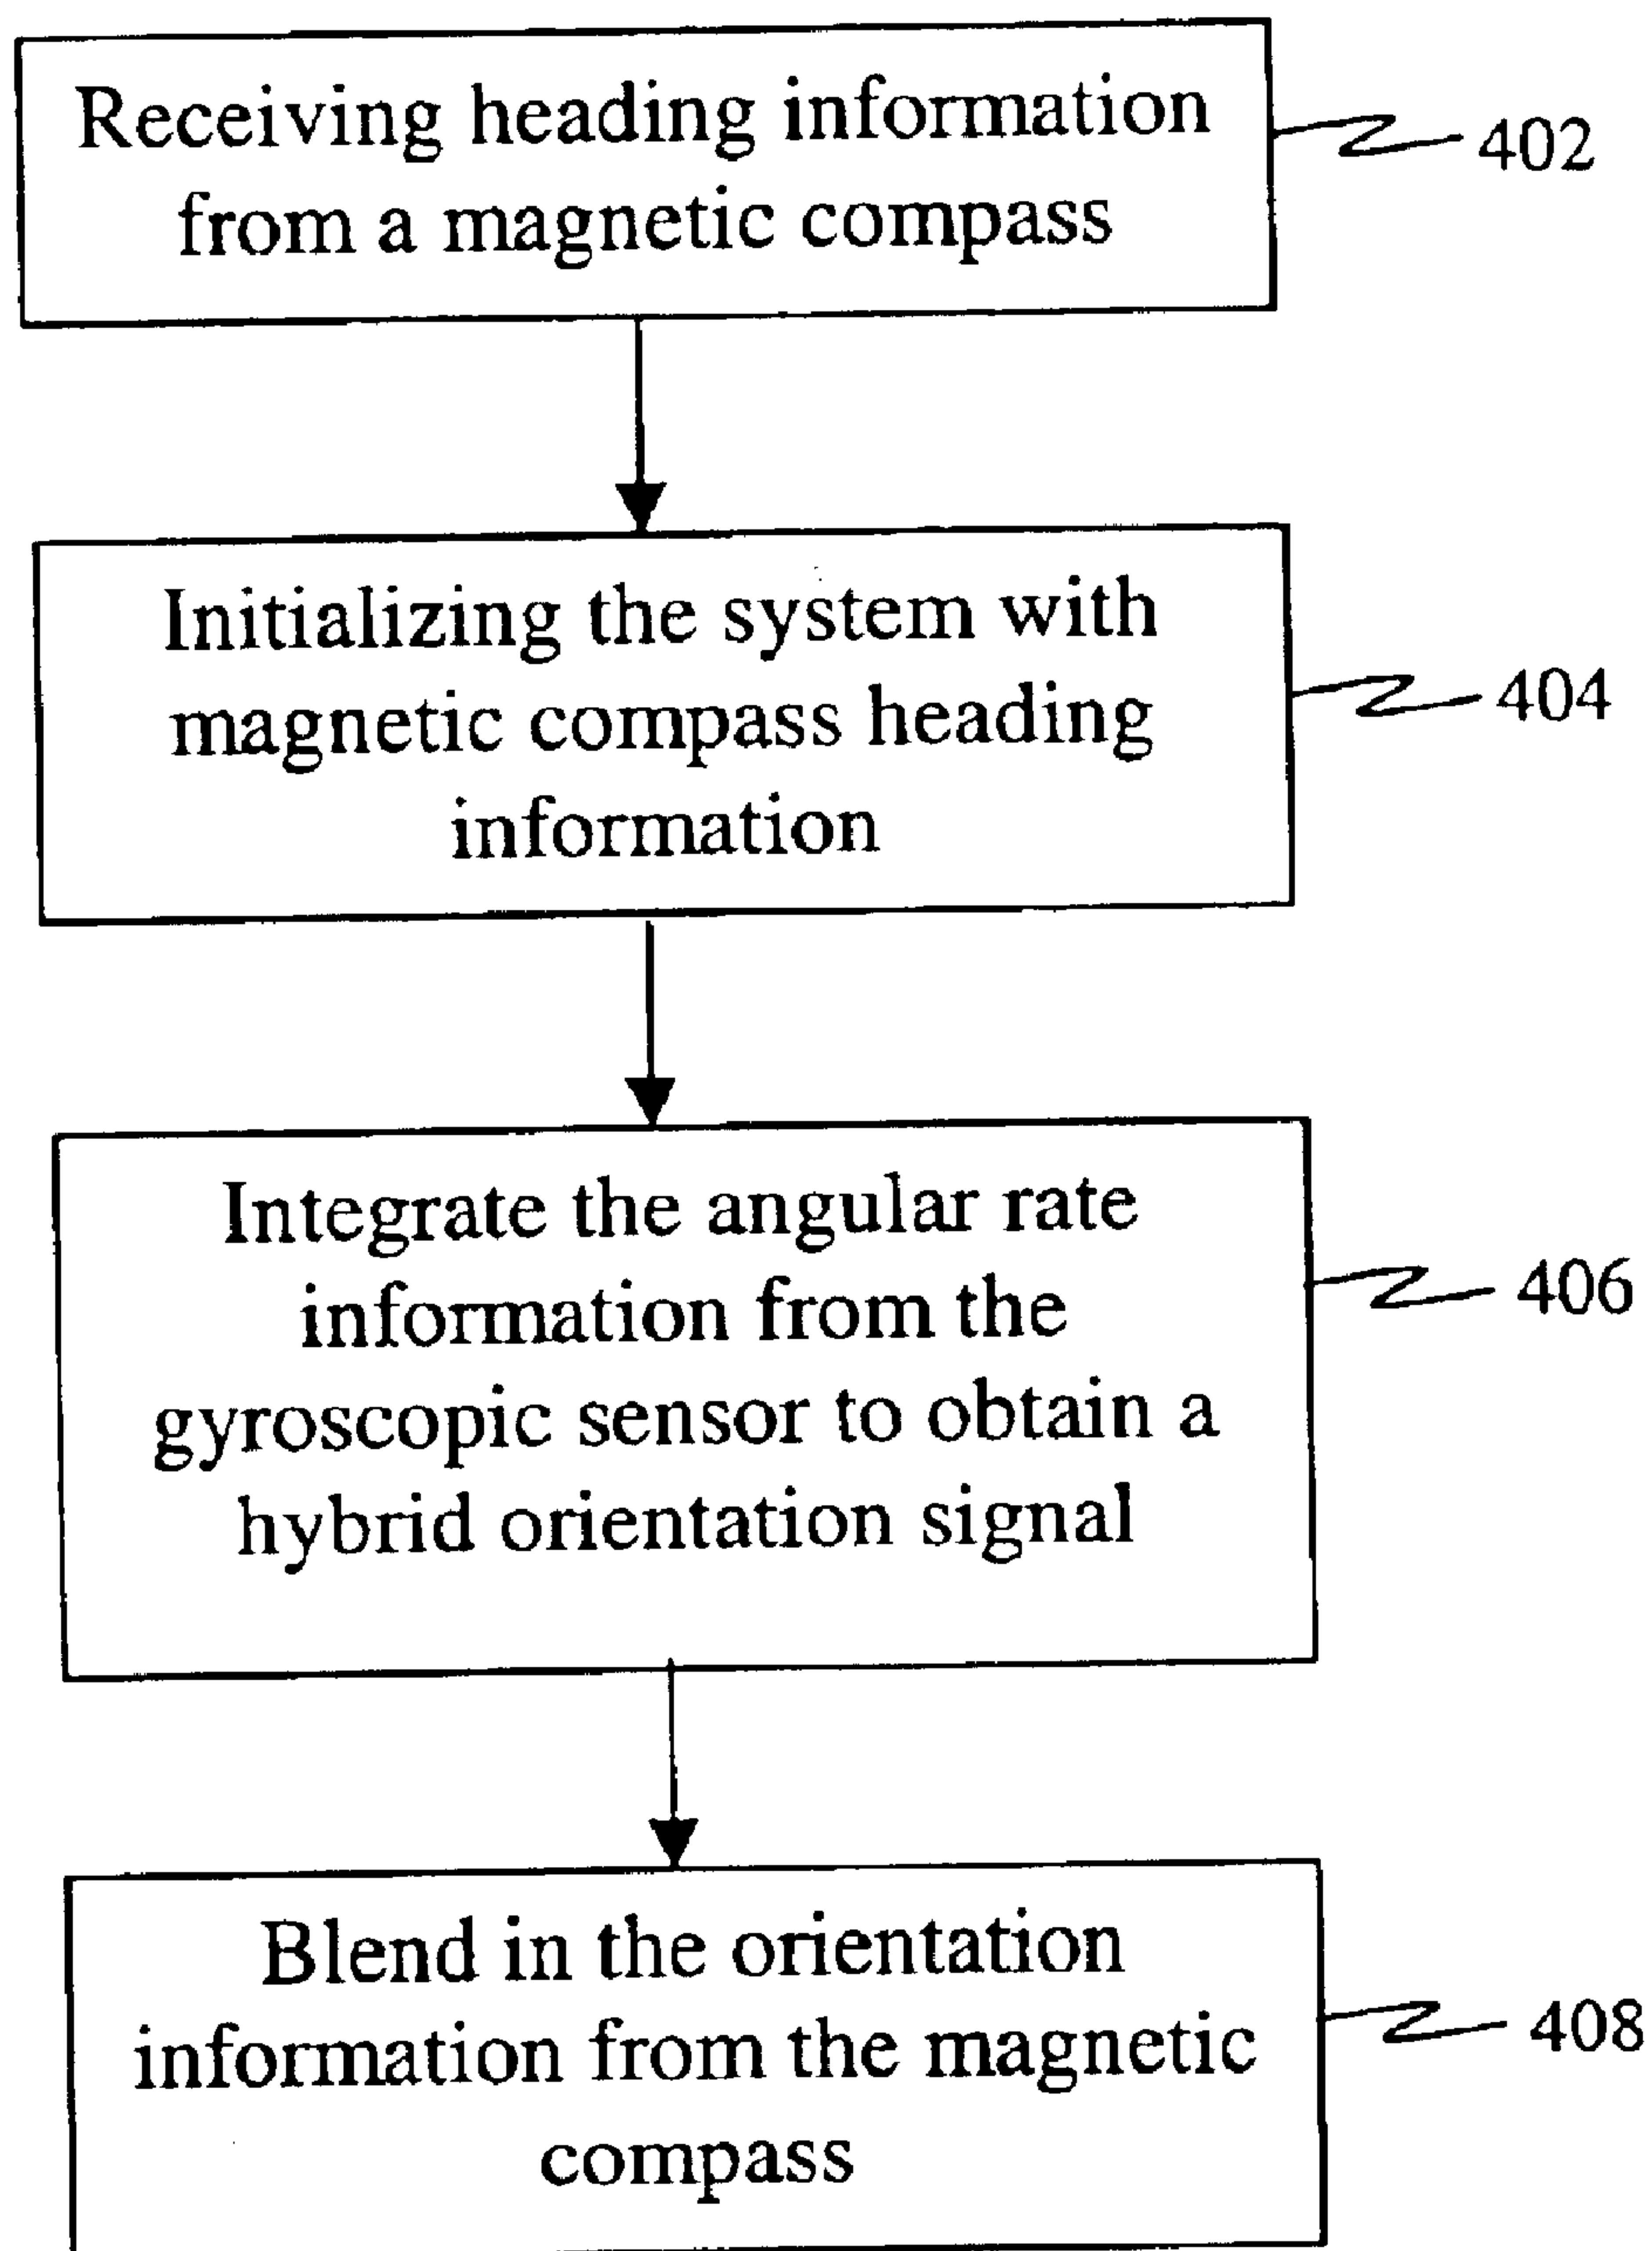 Receiving heading information
from a magnetic compass
402
Initializing the system with
magnetic compass heading
information
404
Integrate the angular rate
information from the
gyroscopic sensor to obtain a
hybrid orientation signal
406
Blend in the orientation
information from the magnetic
compass
408